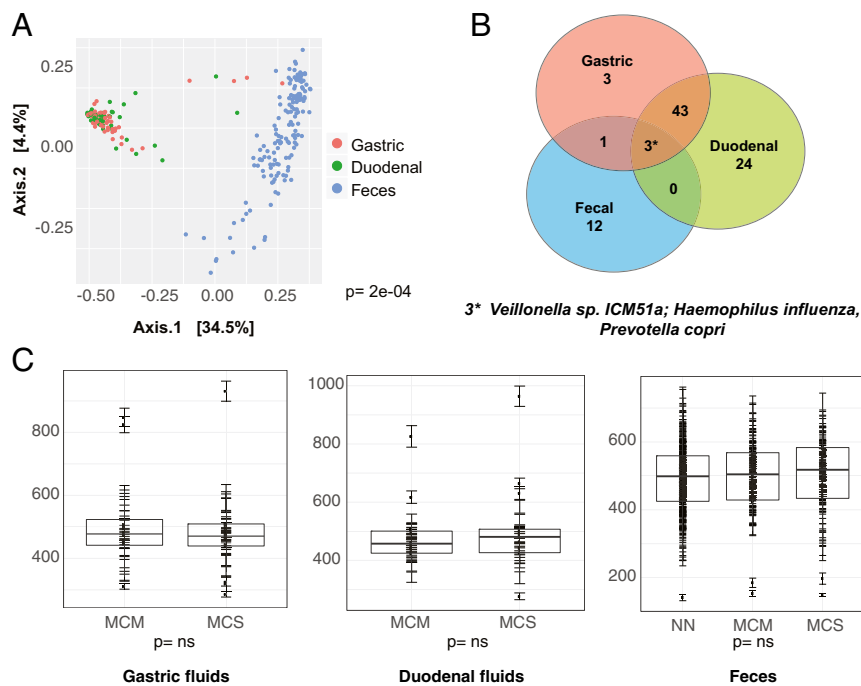 A
0.25
0.00
-0.25
Axis.2 [4.4%]
-0.50
-0.25
0.00
0.25
Axis.1 [34.5%]
Gastric
Duodenal
Feces
p= 2e-04
B
Gastric
3
43
1
3*
Duodenal
24
0
Fecal
12
3* Veillonella sp. ICM51a; Haemophilus influenza,
Prevotella copri
C
800
600
400
MCM
MCS
p= ns
Gastric fluids
1000
800
600
400
MCM
MCS
p= ns
Duodenal fluids
600
400
200
NN
MCM
MCS
p= ns
Feces